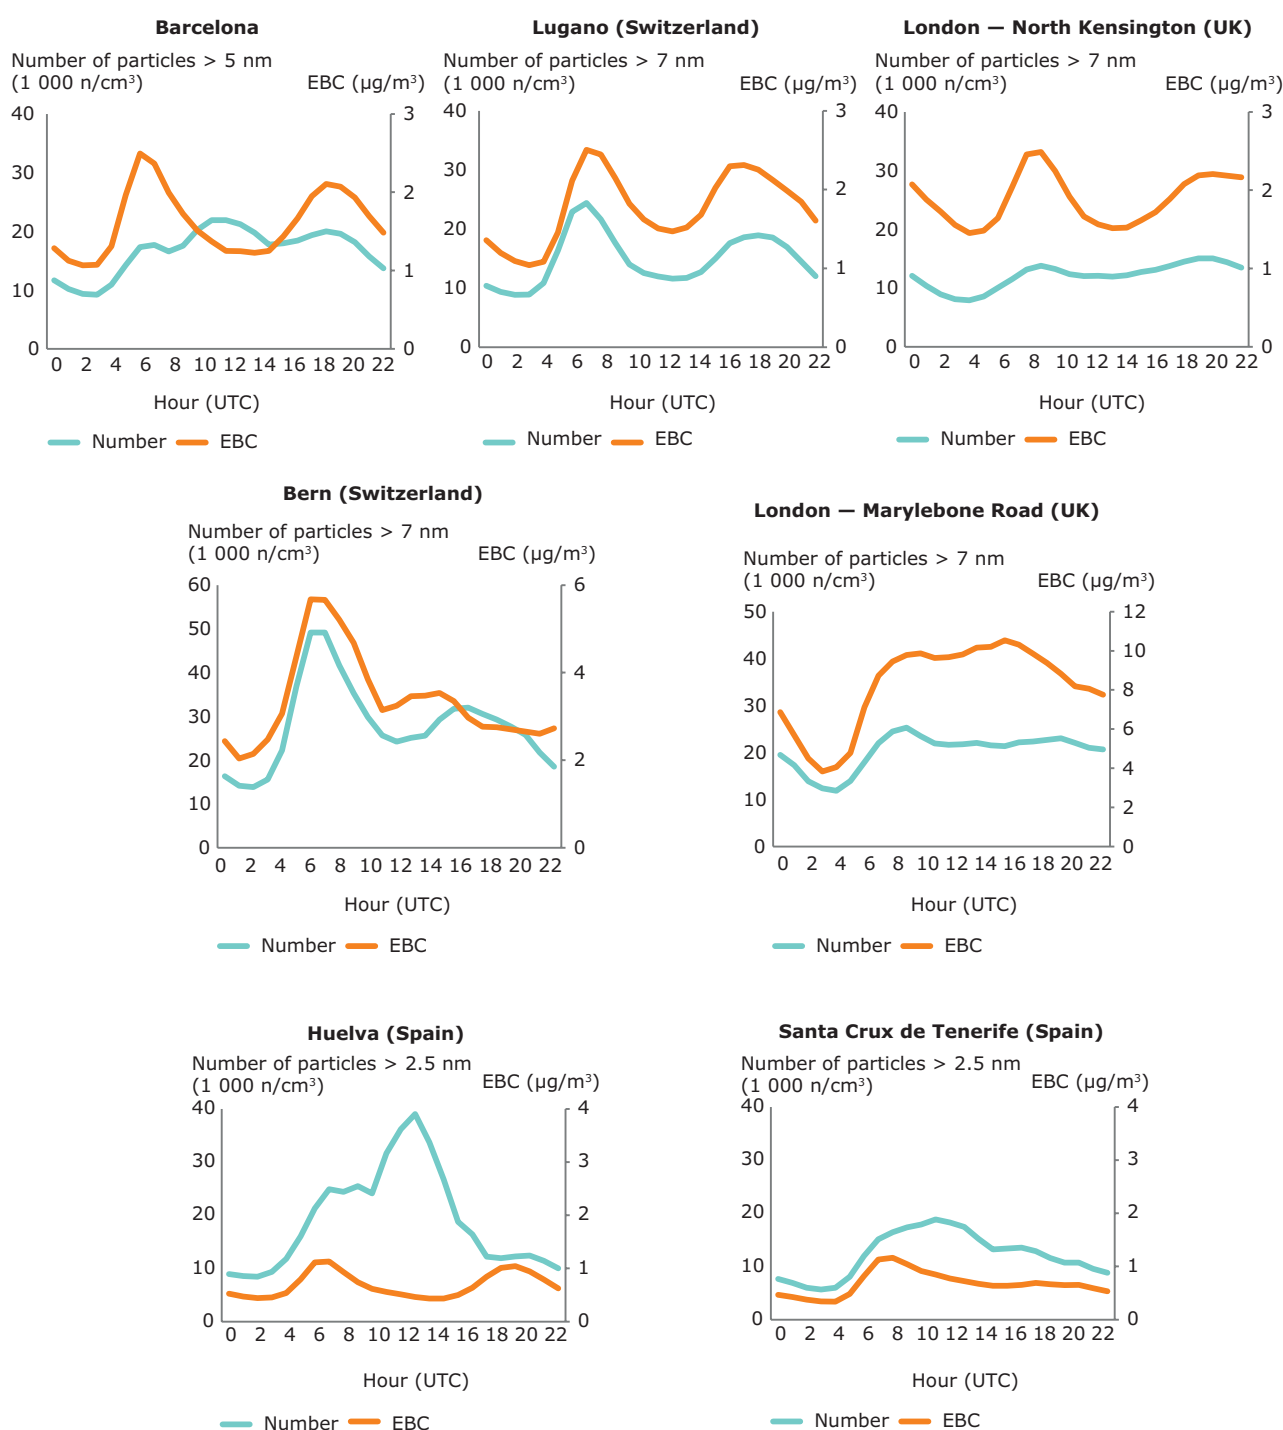 Barcelona
Number of particles > 5 nm
(1 000 n/cm³)
EBC (µg/m³)
40
30
20
10
0
3
2
1
0
0 2 4 6 8 10 12 14 16 18 20 22
Hour (UTC)
Number EBC
Lugano (Switzerland)
Number of particles > 7 nm
(1 000 n/cm³)
EBC (µg/m³)
40
30
20
10
0
3
2
1
0
0 2 4 6 8 10 12 14 16 18 20 22
Hour (UTC)
Number EBC
London — North Kensington (UK)
Number of particles > 7 nm
(1 000 n/cm³)
EBC (µg/m³)
40
30
20
10
0
3
2
1
0
0 2 4 6 8 10 12 14 16 18 20 22
Hour (UTC)
Number EBC
Bern (Switzerland)
Number of particles > 7 nm
(1 000 n/cm³)
EBC (µg/m³)
60
50
40
30
20
10
0
6
4
2
0
0 2 4 6 8 10 12 14 16 18 20 22
Hour (UTC)
Number EBC
London — Marylebone Road (UK)
Number of particles > 7 nm
(1 000 n/cm³)
EBC (µg/m³)
50
40
30
20
10
0
12
10
8
6
4
2
0
0 2 4 6 8 10 12 14 16 18 20 22
Hour (UTC)
Number EBC
Huelva (Spain)
Number of particles > 2.5 nm
(1 000 n/cm³)
EBC (µg/m³)
40
30
20
10
0
4
3
2
1
0
0 2 4 6 8 10 12 14 16 18 20 22
Hour (UTC)
Number EBC
Santa Crux de Tenerife (Spain)
Number of particles > 2.5 nm
(1 000 n/cm³)
EBC (µg/m³)
40
30
20
10
0
4
3
2
1
0
0 2 4 6 8 10 12 14 16 18 20 22
Hour (UTC)
Number EBC